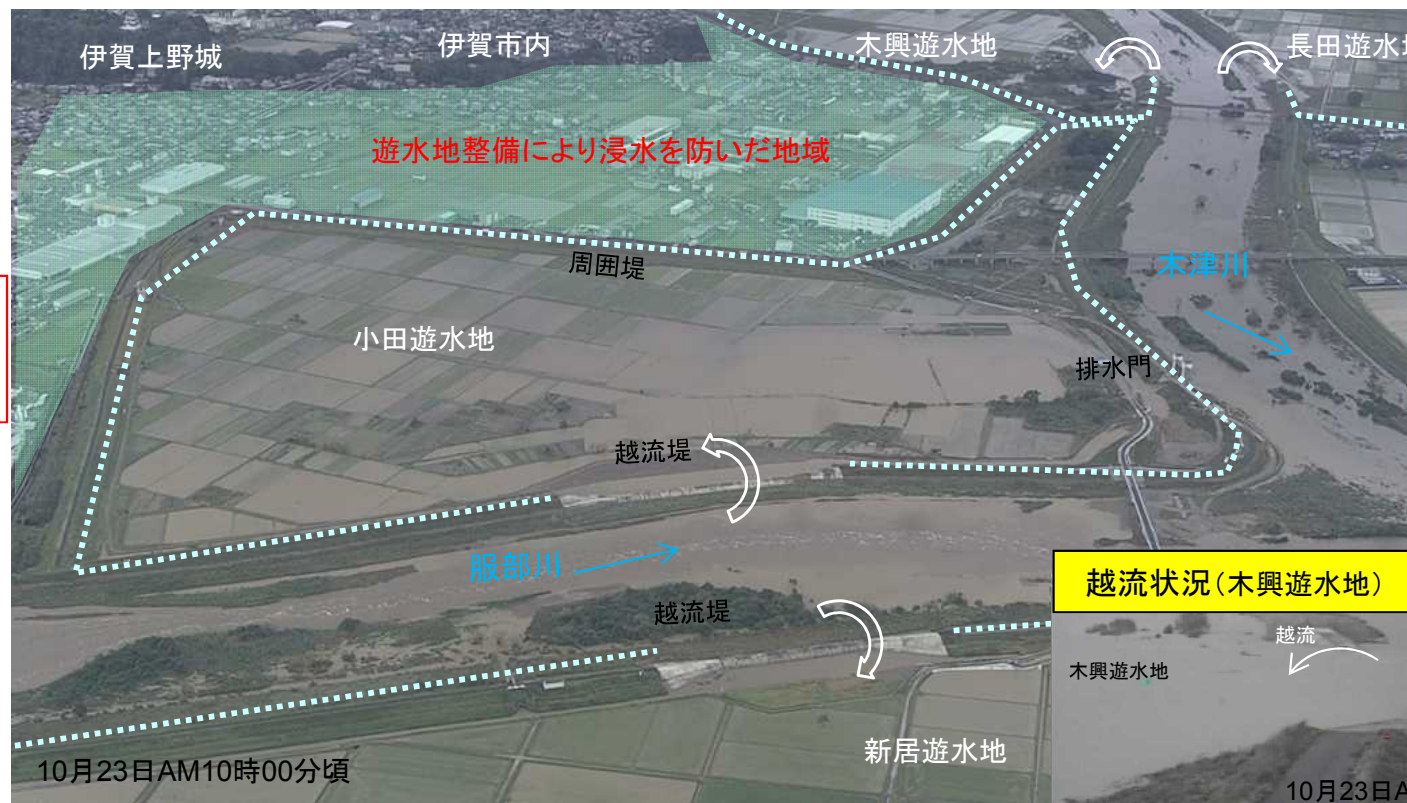 伊賀上野城
伊賀市内
木興遊水地
長田遊水
遊水地整備により浸水を防いだ地域
周囲堤
木津川
小田遊水地
排水門
越流堤
服部川
越流堤
越流状況(木興遊水地)
越流
木興遊水地
新居遊水地
10月23日AM10時00分頃
10月23日A